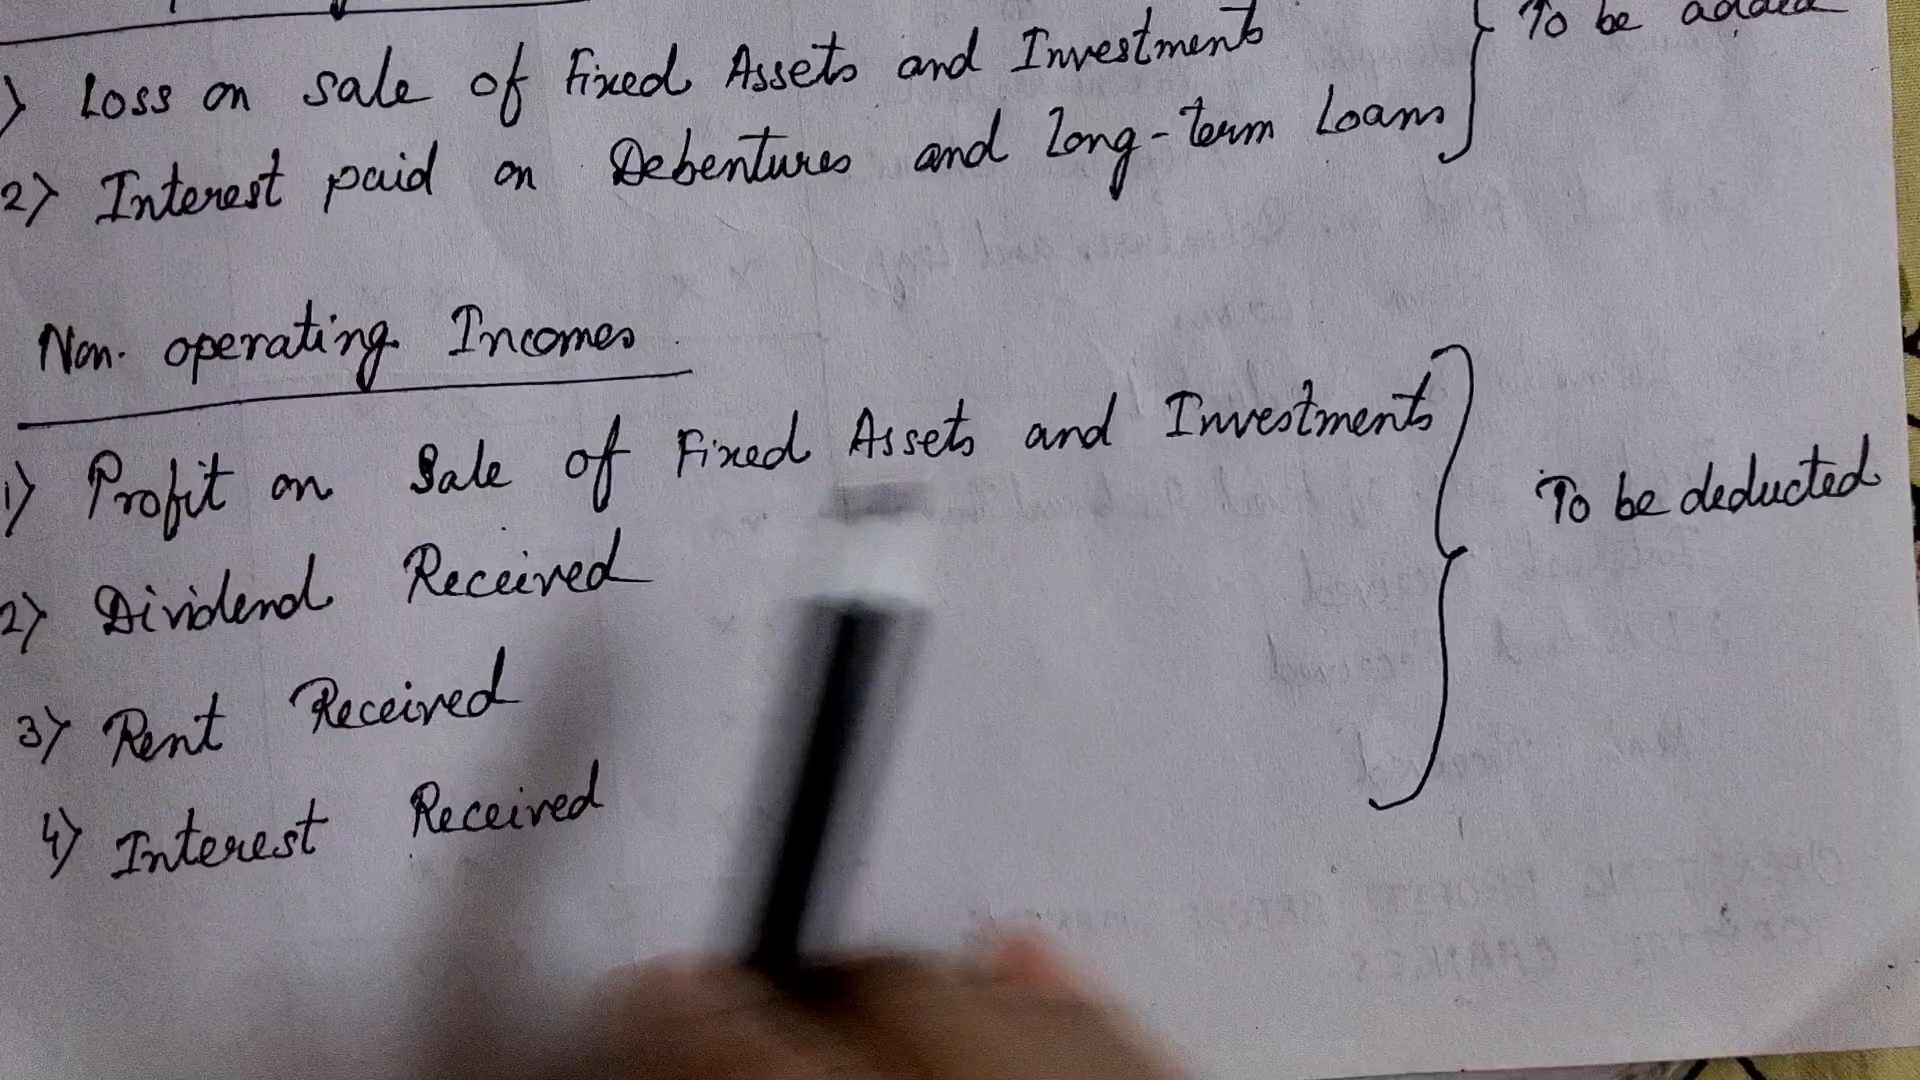 1) Loss on sale of Fixed Assets and Investments
2) Interest paid on Debentures and Long-term Loans
To be added
Non-operating Incomes
1) Profit on Sale of Fixed Assets and Investments
2) Dividend Received
3) Rent Received
4) Interest Received
To be deducted